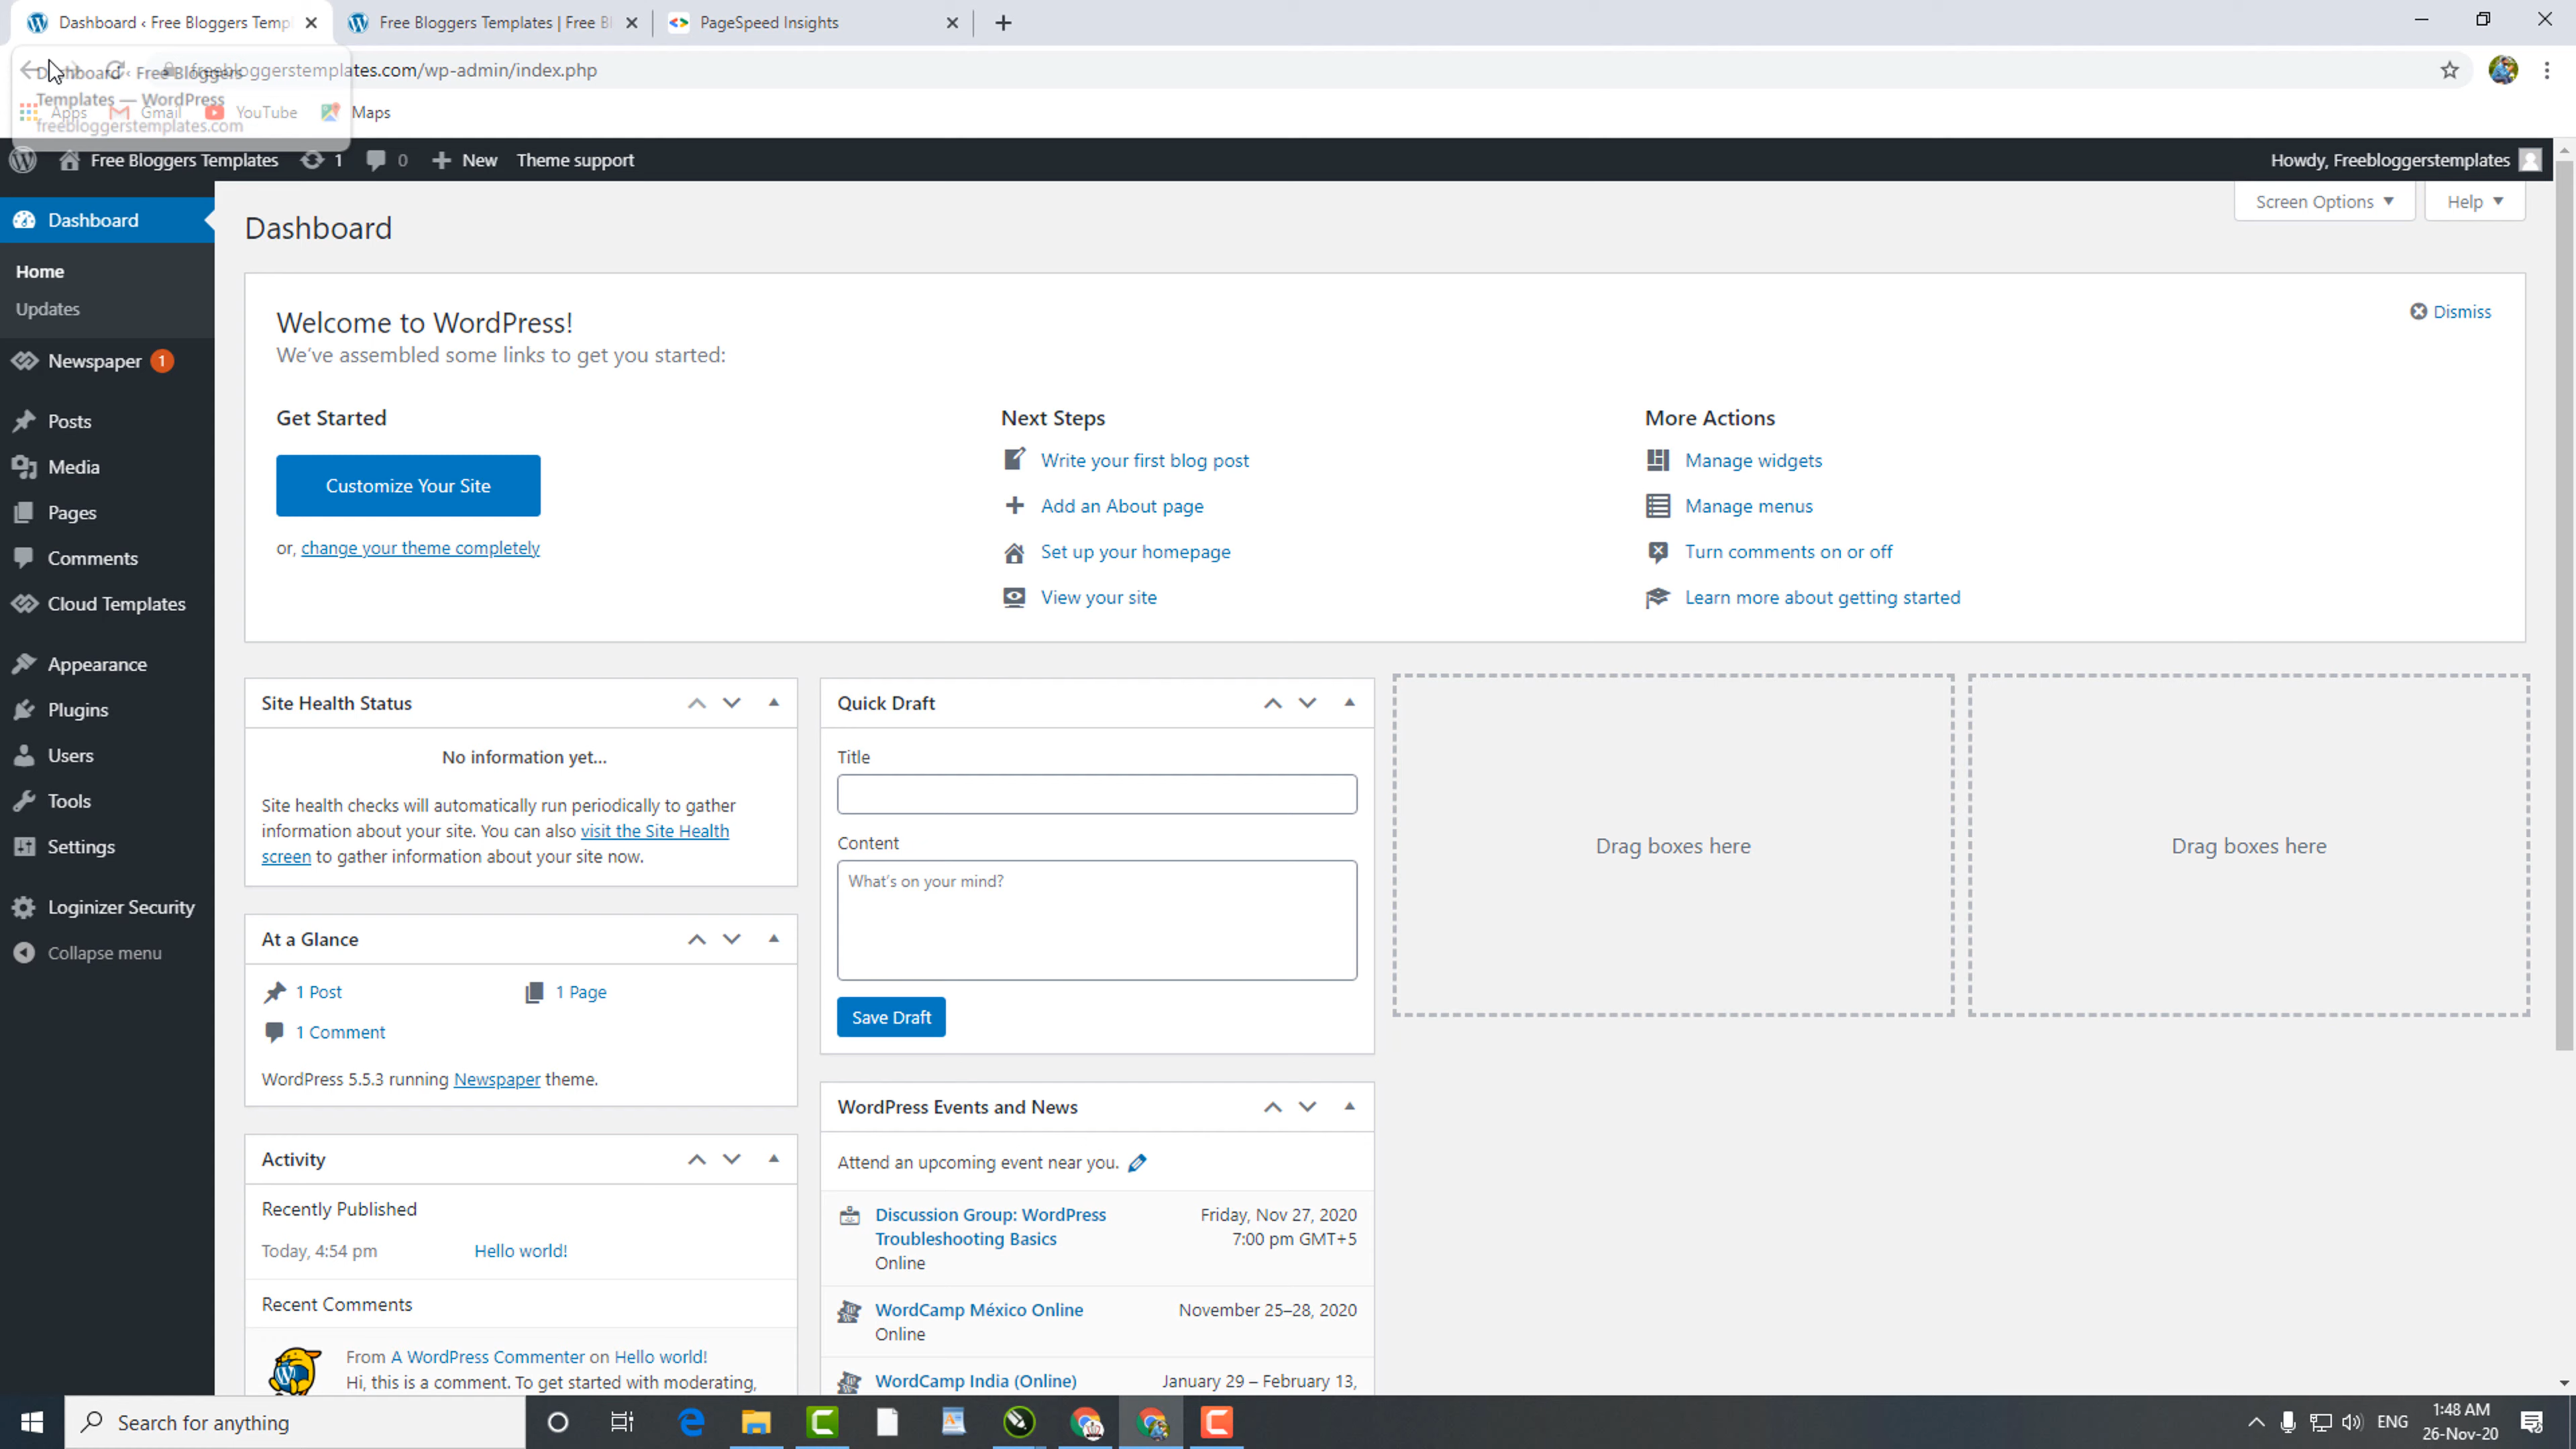 Dashboard ‹ Free Bloggers Templ
Free Bloggers Templates | Free Bl
PageSpeed Insights
freebloggerstemplates.com/wp-admin/index.php
Dashboard ‹ Free Bloggers
Templates — WordPress
freebloggerstemplates.com
Apps Gmail YouTube Maps
Free Bloggers Templates 1 0 New Theme support
Howdy, Freebloggerstemplates
Screen Options Help
Dashboard
Home
Updates
Newspaper 1
Posts
Media
Pages
Comments
Cloud Templates
Appearance
Plugins
Users
Tools
Settings
Loginizer Security
Collapse menu
Dashboard
Welcome to WordPress!
We've assembled some links to get you started:
Dismiss
Get Started
Customize Your Site
or, change your theme completely
Next Steps
Write your first blog post
Add an About page
Set up your homepage
View your site
More Actions
Manage widgets
Manage menus
Turn comments on or off
Learn more about getting started
Site Health Status
No information yet...
Site health checks will automatically run periodically to gather
information about your site. You can also visit the Site Health
screen to gather information about your site now.
At a Glance
1 Post 1 Page
1 Comment
WordPress 5.5.3 running Newspaper theme.
Activity
Recently Published
Today, 4:54 pm Hello world!
Recent Comments
From A WordPress Commenter on Hello world!
Hi, this is a comment. To get started with moderating,
Quick Draft
Title
Content
What's on your mind?
Save Draft
WordPress Events and News
Attend an upcoming event near you.
Discussion Group: WordPress
Troubleshooting Basics
Online
Friday, Nov 27, 2020
7:00 pm GMT+5
WordCamp México Online
Online
November 25–28, 2020
WordCamp India (Online)
January 29 – February 13,
Drag boxes here
Drag boxes here
Search for anything
ENG
1:48 AM
26-Nov-20